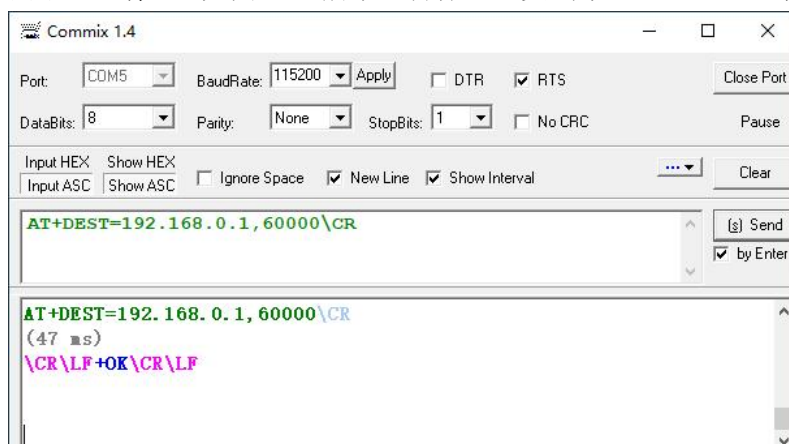 Commix 1.4
Port: COM5 BaudRate: 115200 Apply DTR RTS Close Port
DataBits: 8 Parity: None StopBits: 1 No CRC Pause
Input HEX Show HEX
Input ASC Show ASC Ignore Space New Line Show Interval ... Clear
AT+DEST=192.168.0.1,60000\CR
(s) Send
by Enter
AT+DEST=192.168.0.1,60000\CR
(47 ms)
\CR\LF+OK\CR\LF